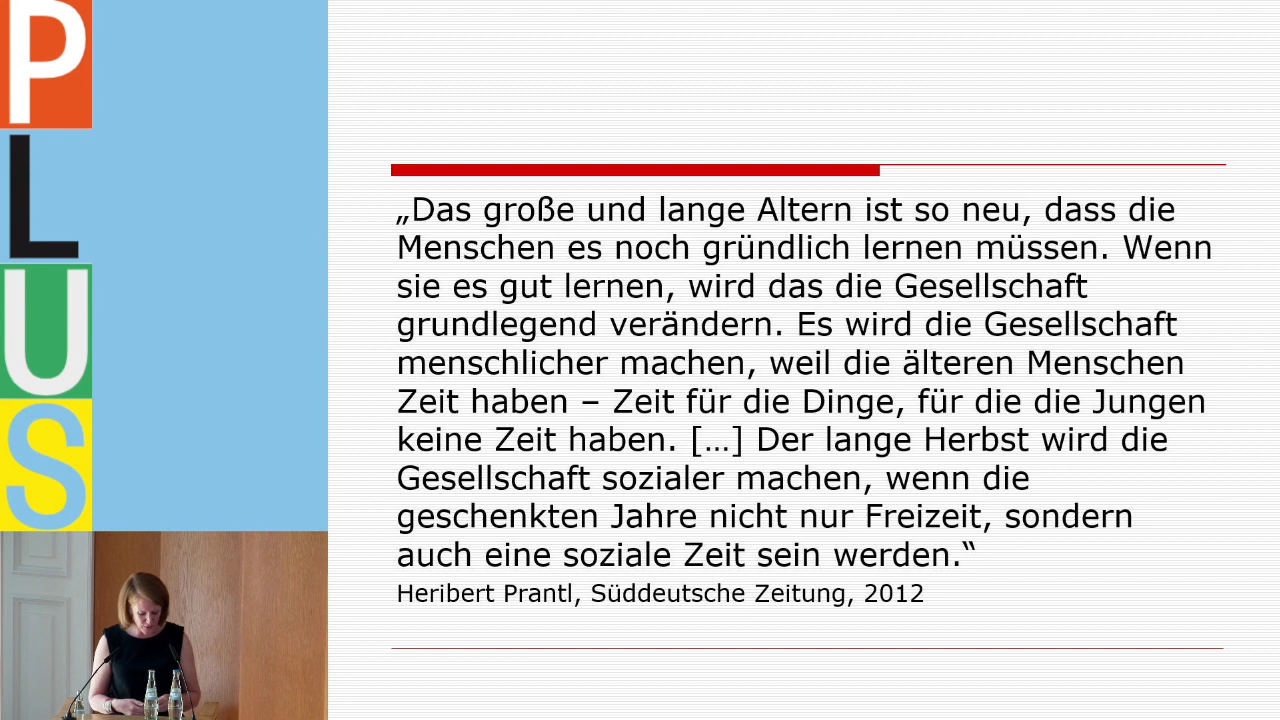 PLUS
„Das große und lange Altern ist so neu, dass die
Menschen es noch gründlich lernen müssen. Wenn
sie es gut lernen, wird das die Gesellschaft
grundlegend verändern. Es wird die Gesellschaft
menschlicher machen, weil die älteren Menschen
Zeit haben – Zeit für die Dinge, für die die Jungen
keine Zeit haben. […] Der lange Herbst wird die
Gesellschaft sozialer machen, wenn die
geschenkten Jahre nicht nur Freizeit, sondern
auch eine soziale Zeit sein werden.“
Heribert Prantl, Süddeutsche Zeitung, 2012